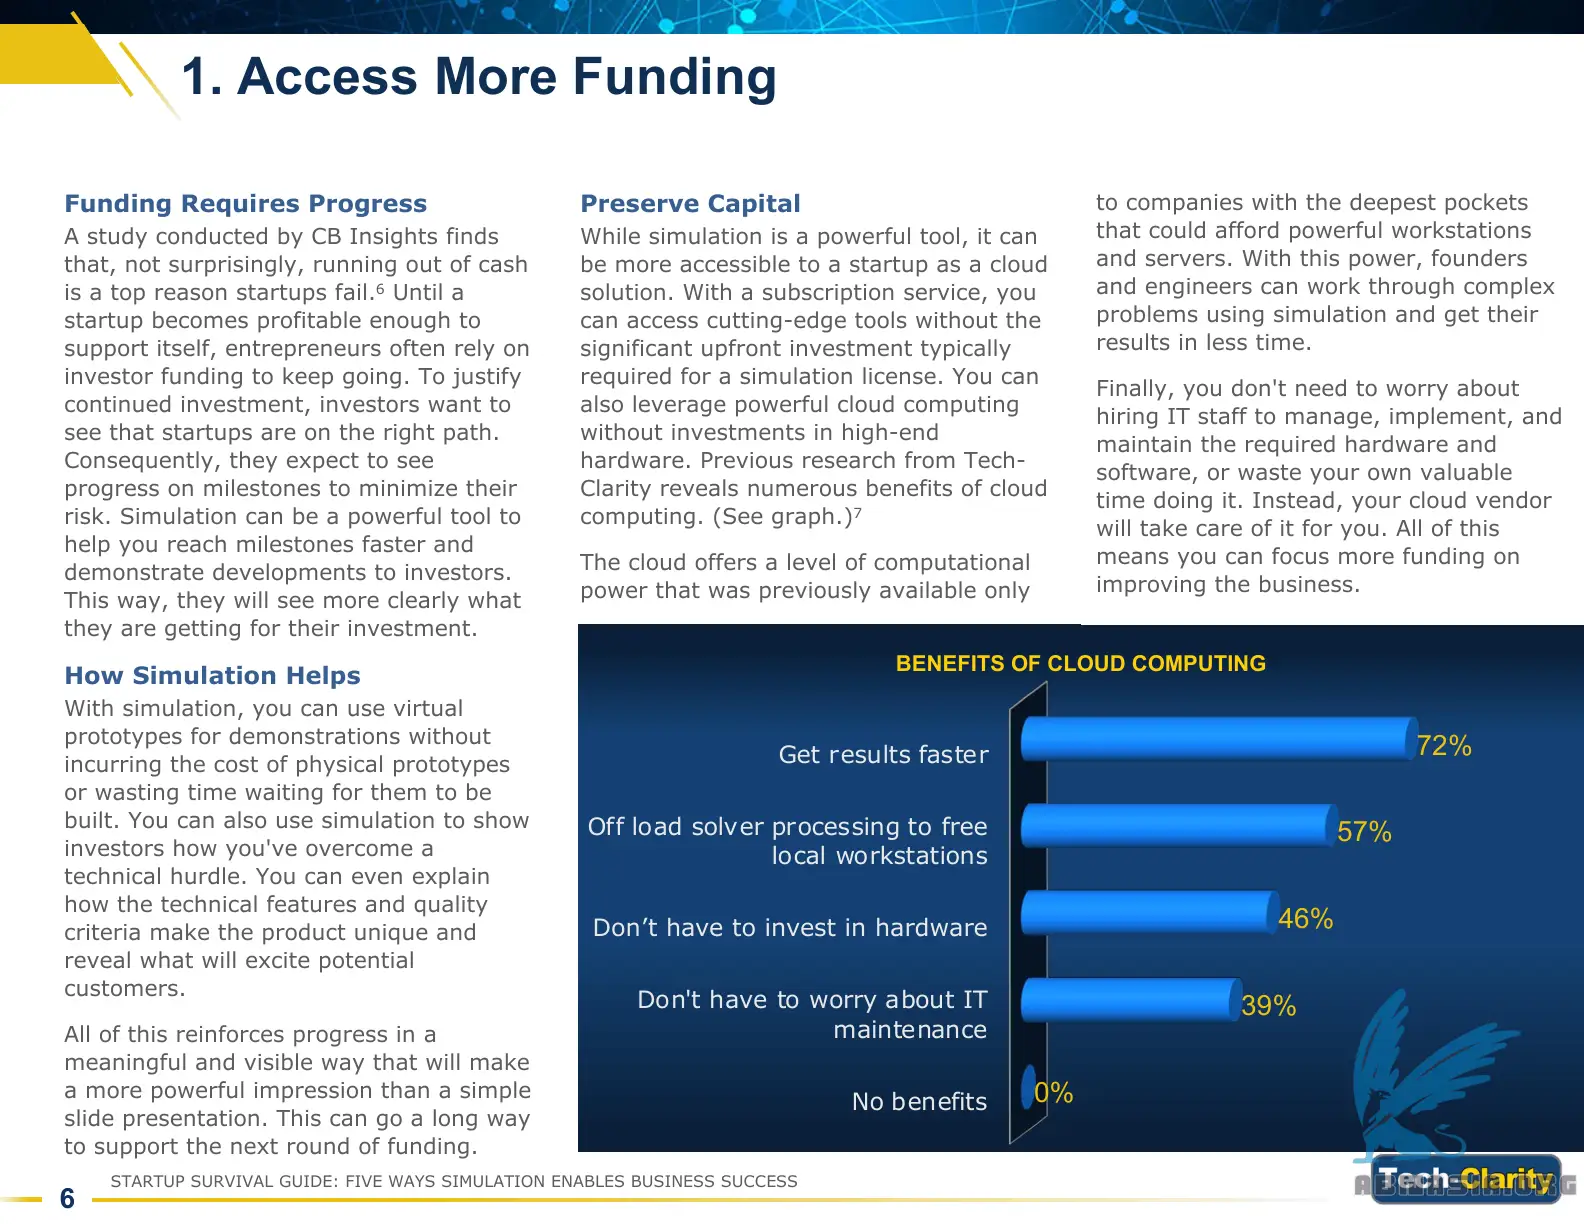 1. Access More Funding
Funding Requires Progress
A study conducted by CB Insights finds
that, not surprisingly, running out of cash
is a top reason startups fail.⁶ Until a
startup becomes profitable enough to
support itself, entrepreneurs often rely on
investor funding to keep going. To justify
continued investment, investors want to
see that startups are on the right path.
Consequently, they expect to see
progress on milestones to minimize their
risk. Simulation can be a powerful tool to
help you reach milestones faster and
demonstrate developments to investors.
This way, they will see more clearly what
they are getting for their investment.
How Simulation Helps
With simulation, you can use virtual
prototypes for demonstrations without
incurring the cost of physical prototypes
or wasting time waiting for them to be
built. You can also use simulation to show
investors how you've overcome a
technical hurdle. You can even explain
how the technical features and quality
criteria make the product unique and
reveal what will excite potential
customers.
All of this reinforces progress in a
meaningful and visible way that will make
a more powerful impression than a simple
slide presentation. This can go a long way
to support the next round of funding.
Preserve Capital
While simulation is a powerful tool, it can
be more accessible to a startup as a cloud
solution. With a subscription service, you
can access cutting-edge tools without the
significant upfront investment typically
required for a simulation license. You can
also leverage powerful cloud computing
without investments in high-end
hardware. Previous research from Tech-
Clarity reveals numerous benefits of cloud
computing. (See graph.)⁷
The cloud offers a level of computational
power that was previously available only
to companies with the deepest pockets
that could afford powerful workstations
and servers. With this power, founders
and engineers can work through complex
problems using simulation and get their
results in less time.
Finally, you don't need to worry about
hiring IT staff to manage, implement, and
maintain the required hardware and
software, or waste your own valuable
time doing it. Instead, your cloud vendor
will take care of it for you. All of this
means you can focus more funding on
improving the business.
BENEFITS OF CLOUD COMPUTING
Get results faster
72%
Off load solver processing to free
local workstations
57%
Don’t have to invest in hardware
46%
Don't have to worry about IT
maintenance
39%
No benefits
0%
STARTUP SURVIVAL GUIDE: FIVE WAYS SIMULATION ENABLES BUSINESS SUCCESS
6
Tech-Clarity